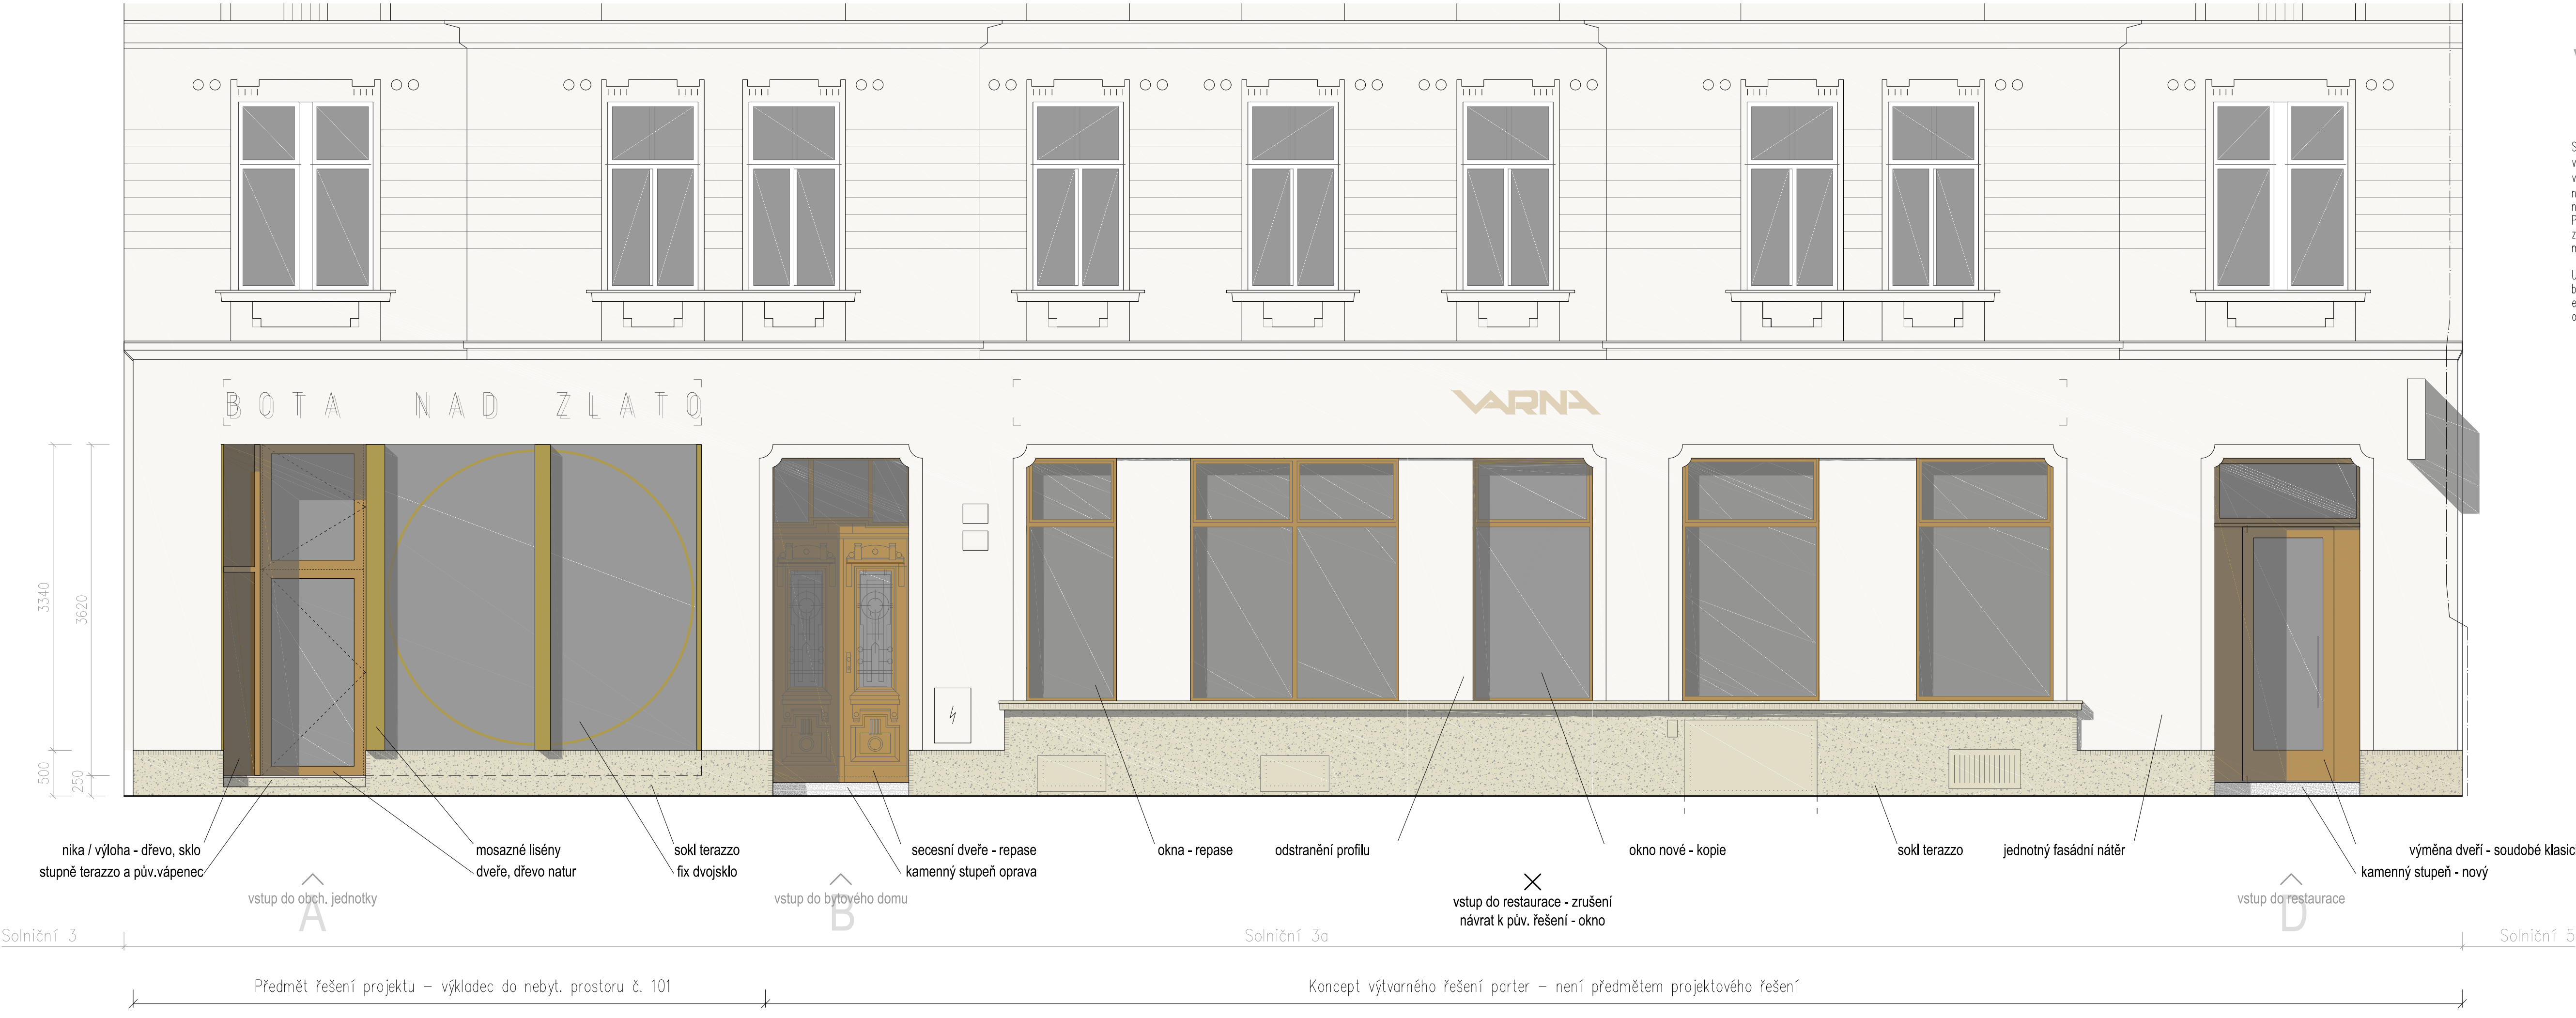 BOTA NAD ZLATO
VARNA
3340
3620
500
250
nika / výloha - dřevo, sklo
stupně terazzo a pův.vápenec
mosazné lisény
dveře, dřevo natur
sokl terazzo
fix dvojsklo
secesní dveře - repase
kamenný stupeň oprava
okna - repase
odstranění profilu
okno nové - kopie
sokl terazzo
jednotný fasádní nátěr
výměna dveří - soudobé klasic
kamenný stupeň - nový
vstup do obch. jednotky
A
vstup do bytového domu
B
vstup do restaurace - zrušení
návrat k pův. řešení - okno
vstup do restaurace
D
Solniční 3
Solniční 3a
Solniční 5
Předmět řešení projektu – výkladec do nebyt. prostoru č. 101
Koncept výtvarného řešení parter – není předmětem projektového řešení